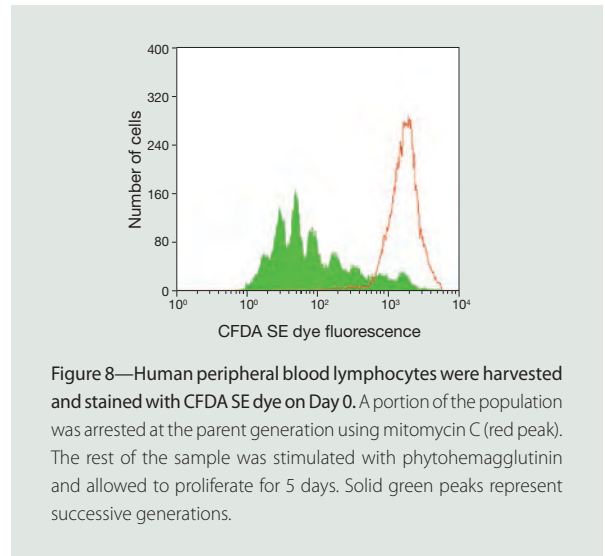 400
320
240
160
80
0
Number of cells
10⁰ 10⁰ 10² 10³ 10⁴
CFDA SE dye fluorescence
Figure 8—Human peripheral blood lymphocytes were harvested
and stained with CFDA SE dye on Day 0. A portion of the population
was arrested at the parent generation using mitomycin C (red peak).
The rest of the sample was stimulated with phytohemagglutinin
and allowed to proliferate for 5 days. Solid green peaks represent
successive generations.